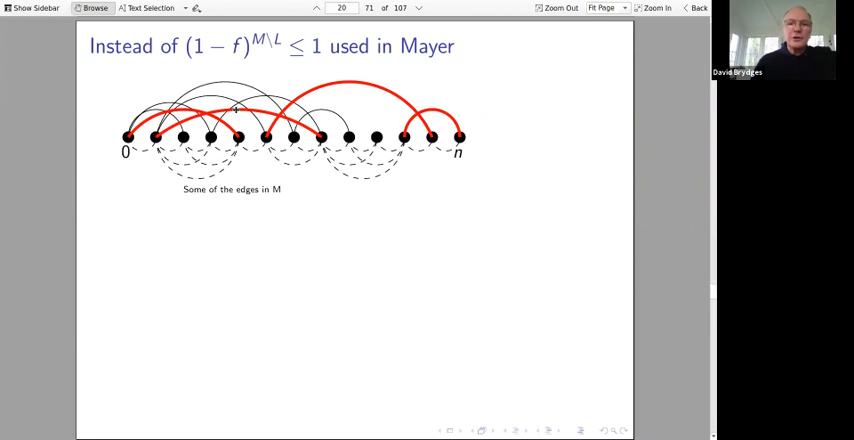 Show Sidebar Browse Text Selection 20 71 of 107 Zoom Out Fit Page Zoom In Back
David Brydges
Instead of (1 − f)^{M\L} ≤ 1 used in Mayer
0 n
Some of the edges in M